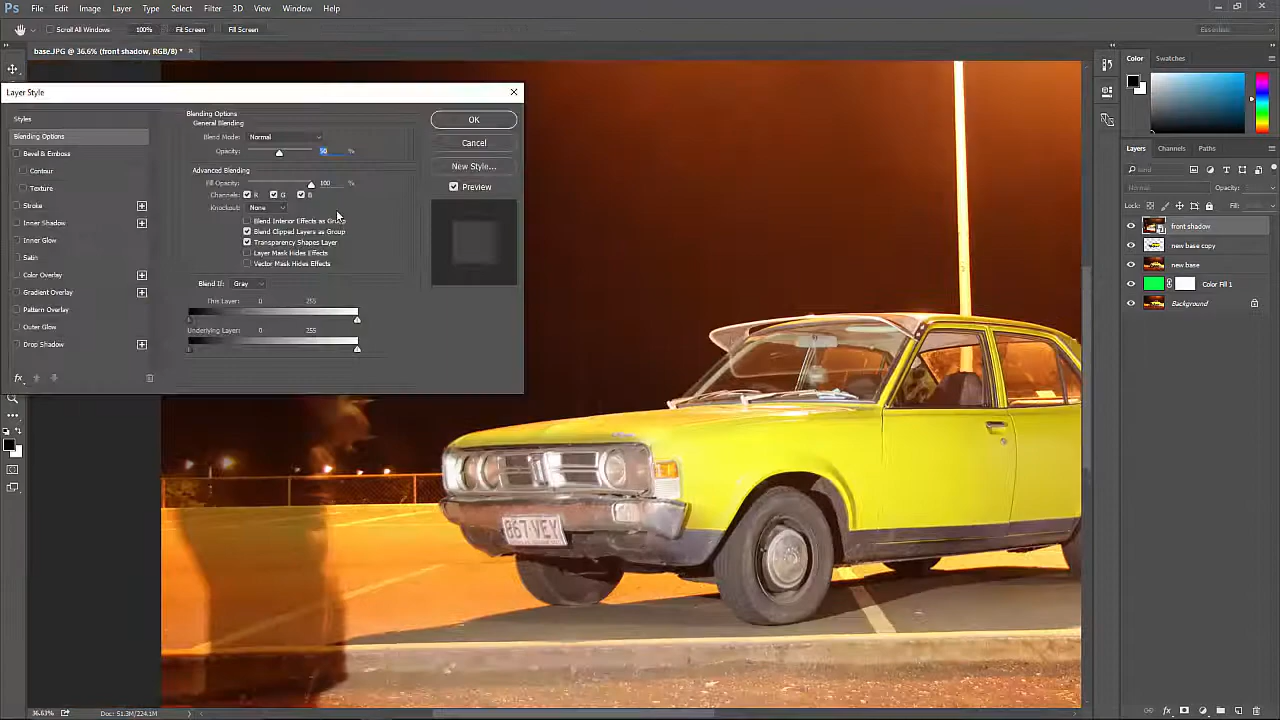 Ps File Edit Image Layer Type Select Filter 3D View Window Help
Scroll All Windows 100% Fit Screen Fill Screen Essentials
base.JPG @ 36.6% (front shadow, RGB/8) * ×
Layer Style
Styles
Blending Options
Bevel & Emboss
Contour
Texture
Stroke
Inner Shadow
Inner Glow
Satin
Color Overlay
Gradient Overlay
Pattern Overlay
Outer Glow
Drop Shadow
fx
Blending Options
General Blending
Blend Mode: Normal
Opacity: 50 %
Advanced Blending
Fill Opacity: 100 %
Channels: R G B
Knockout: None
Blend Interior Effects as Group
Blend Clipped Layers as Group
Transparency Shapes Layer
Layer Mask Hides Effects
Vector Mask Hides Effects
Blend If: Gray
This Layer: 0 255
Underlying Layer: 0 255
OK
Cancel
New Style...
Preview
867·VEY
Color Swatches
Layers Channels Paths
Kind
Normal Opacity:
Lock: Fill:
front shadow
new base copy
new base
Color Fill 1
Background
fx
36.63% Doc: 51.3M/224.1M